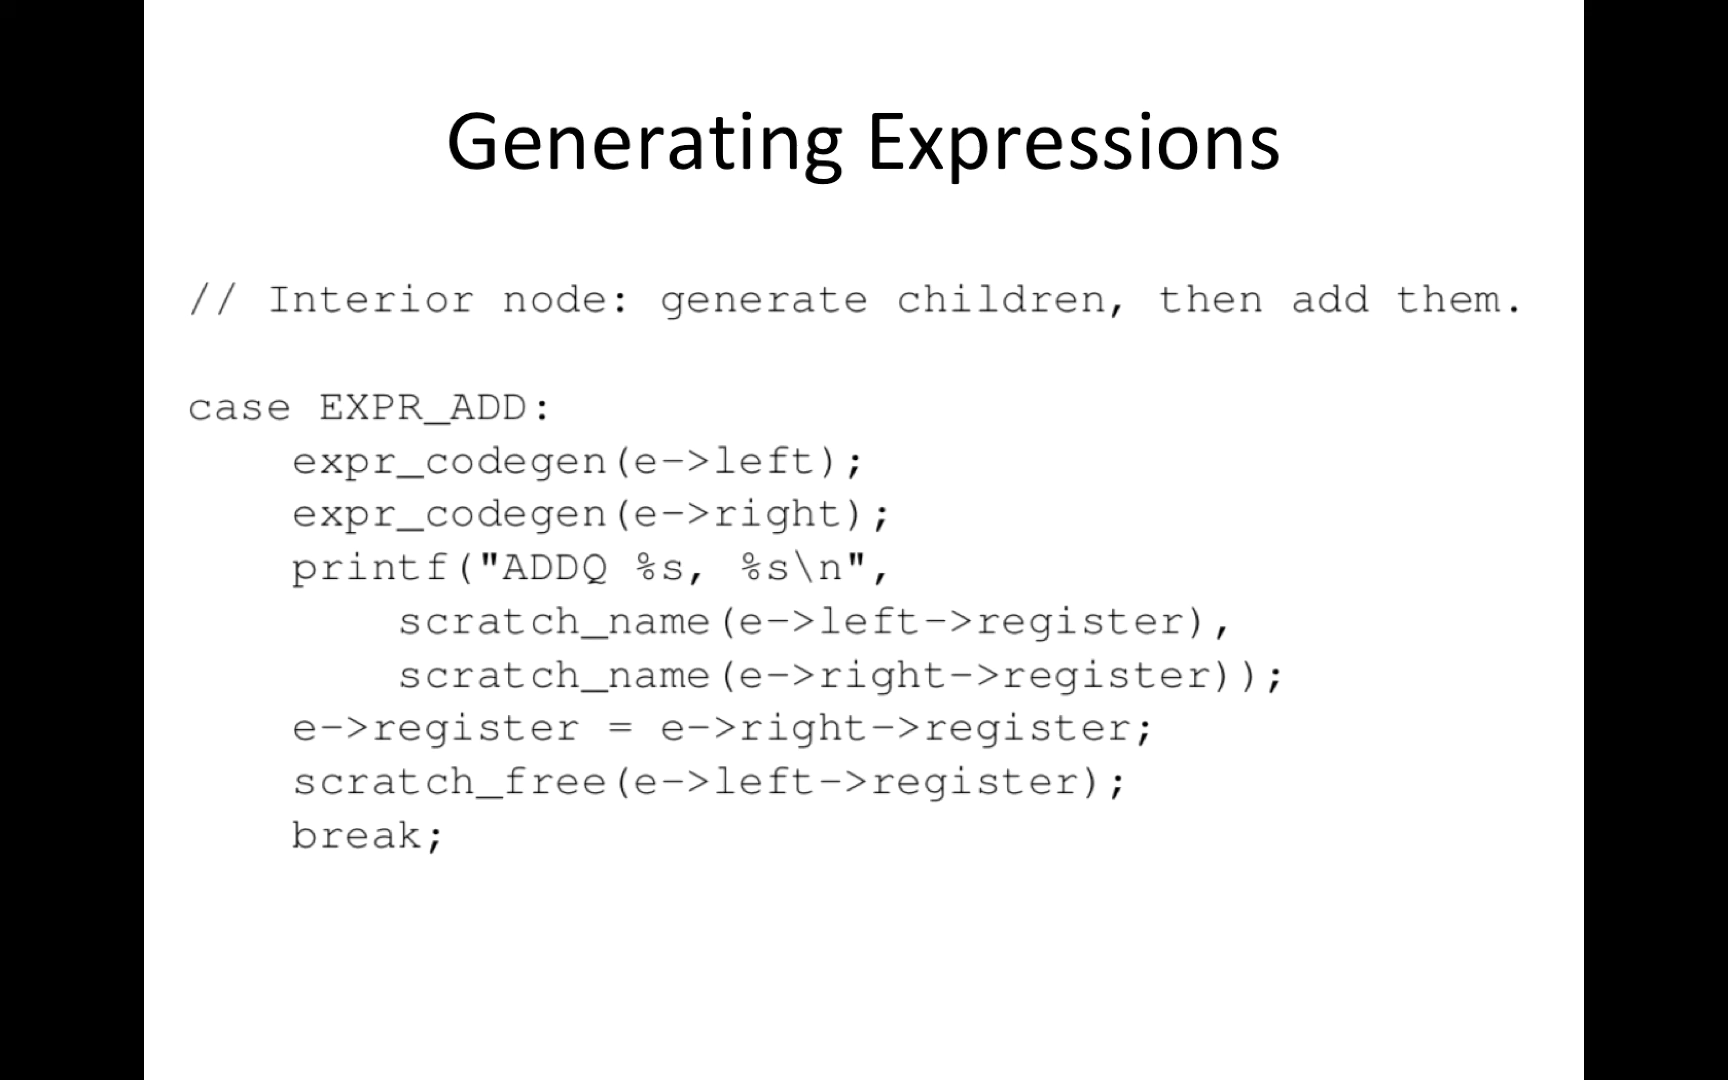 Generating Expressions
// Interior node: generate children, then add them.
case EXPR_ADD:
    expr_codegen(e->left);
    expr_codegen(e->right);
    printf("ADDQ %s, %s\n",
        scratch_name(e->left->register),
        scratch_name(e->right->register));
    e->register = e->right->register;
    scratch_free(e->left->register);
    break;